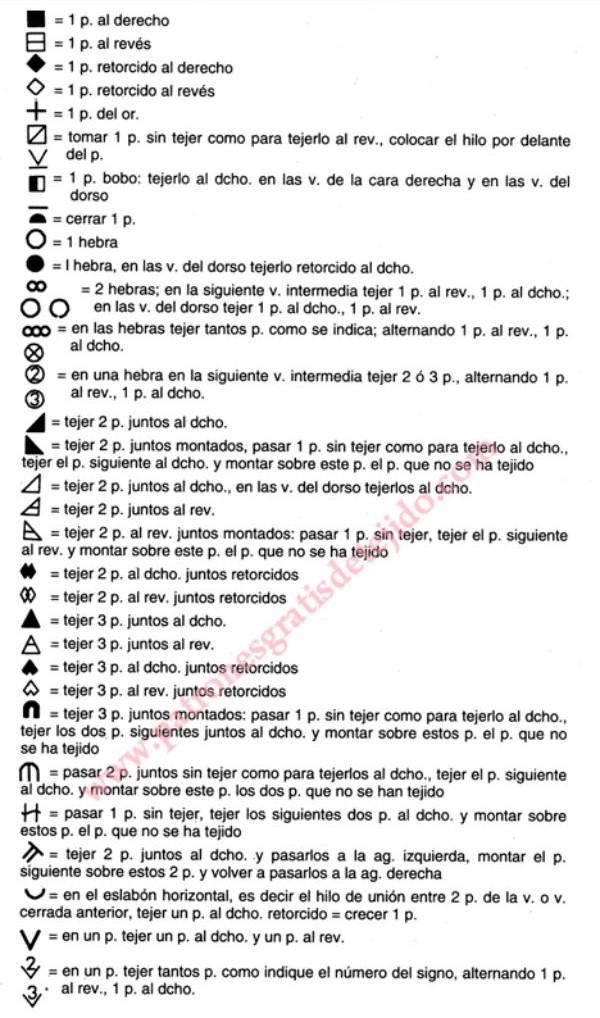 = 1 p. al derecho
= 1 p. al revés
= 1 p. retorcido al derecho
= 1 p. retorcido al revés
= 1 p. del or.
= tomar 1 p. sin tejer como para tejerlo al rev., colocar el hilo por delante
del p.
= 1 p. bobo: tejerlo al dcho. en las v. de la cara derecha y en las v. del
dorso
= cerrar 1 p.
= 1 hebra
= l hebra, en las v. del dorso tejerlo retorcido al dcho.
= 2 hebras; en la siguiente v. intermedia tejer 1 p. al rev., 1 p. al dcho.;
en las v. del dorso tejer 1 p. al dcho., 1 p. al rev.
= en las hebras tejer tantos p. como se indica; alternando 1 p. al rev., 1 p.
al dcho.
2 = en una hebra en la siguiente v. intermedia tejer 2 ó 3 p., alternando 1 p.
3 al rev., 1 p. al dcho.
= tejer 2 p. juntos al dcho.
= tejer 2 p. juntos montados, pasar 1 p. sin tejer como para tejerlo al dcho.,
tejer el p. siguiente al dcho. y montar sobre este p. el p. que no se ha tejido
= tejer 2 p. juntos al dcho., en las v. del dorso tejerlos al dcho.
= tejer 2 p. juntos al rev.
= tejer 2 p. al rev. juntos montados: pasar 1 p. sin tejer, tejer el p. siguiente
al rev. y montar sobre este p. el p. que no se ha tejido
= tejer 2 p. al dcho. juntos retorcidos
= tejer 2 p. al rev. juntos retorcidos
= tejer 3 p. juntos al dcho.
= tejer 3 p. juntos al rev.
= tejer 3 p. al dcho. juntos retorcidos
= tejer 3 p. al rev. juntos retorcidos
= tejer 3 p. juntos montados: pasar 1 p. sin tejer como para tejerlo al dcho.,
tejer los dos p. siguientes juntos al dcho. y montar sobre estos p. el p. que no
se ha tejido
= pasar 2 p. juntos sin tejer como para tejerlos al dcho., tejer el p. siguiente
al dcho. y montar sobre este p. los dos p. que no se han tejido
= pasar 1 p. sin tejer, tejer los siguientes dos p. al dcho. y montar sobre
estos p. el p. que no se ha tejido
= tejer 2 p. juntos al dcho. y pasarlos a la ag. izquierda, montar el p.
siguiente sobre estos 2 p. y volver a pasarlos a la ag. derecha
= en el eslabón horizontal, es decir el hilo de unión entre 2 p. de la v. o v.
cerrada anterior, tejer un p. al dcho. retorcido = crecer 1 p.
= en un p. tejer un p. al dcho. y un p. al rev.
2 = en un p. tejer tantos p. como indique el número del signo, alternando 1 p.
3 al rev., 1 p. al dcho.
www.patronesgratisdetejido.com